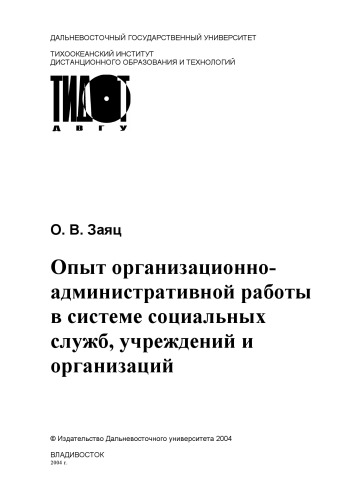 ДАЛЬНЕВОСТОЧНЫЙ ГОСУДАРСТВЕННЫЙ УНИВЕРСИТЕТ
ТИХООКЕАНСКИЙ ИНСТИТУТ
ДИСТАНЦИОННОГО ОБРАЗОВАНИЯ И ТЕХНОЛОГИЙ
ТИДОТ
ДВГУ
О. В. Заяц
Опыт организационно-
административной работы
в системе социальных
служб, учреждений и
организаций
© Издательство Дальневосточного университета 2004
ВЛАДИВОСТОК
2004 г.